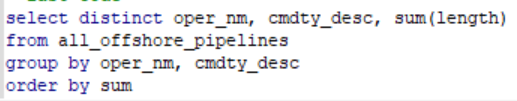 select distinct oper_nm, cmdty_desc, sum(length)
from all_offshore_pipelines
group by oper_nm, cmdty_desc
order by sum